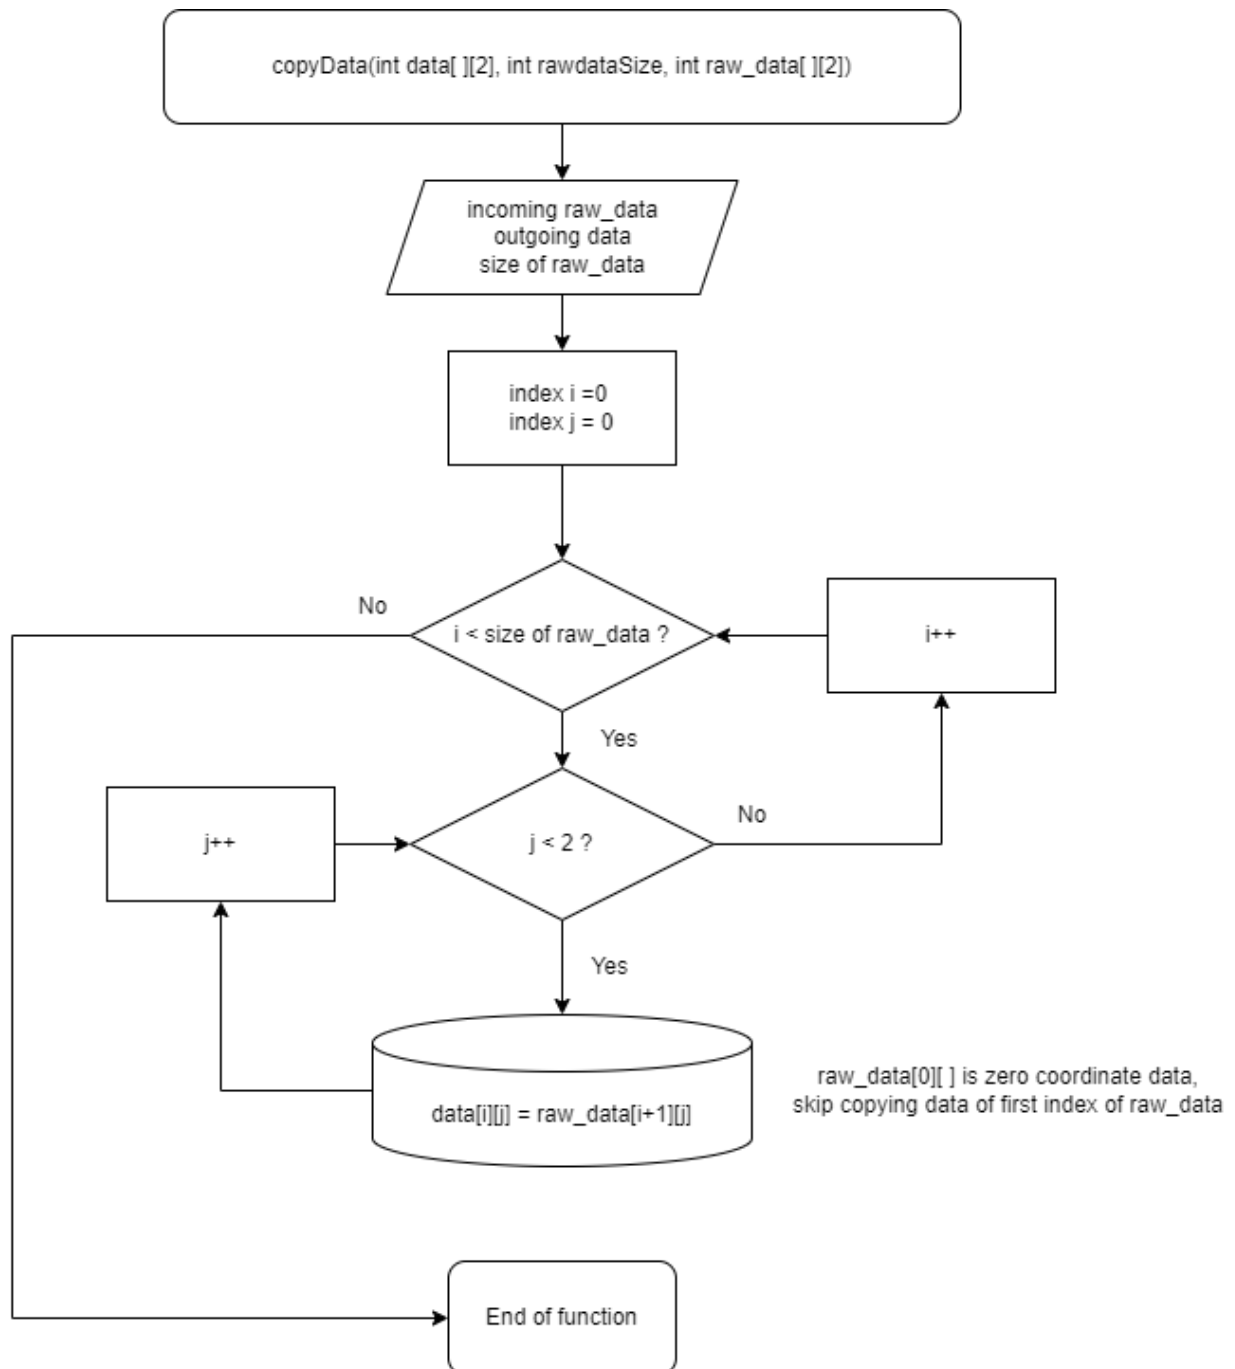 copyData(int data[ ][2], int rawdataSize, int raw_data[ ][2])
incoming raw_data
outgoing data
size of raw_data
index i =0
index j = 0
No
i < size of raw_data ?
i++
Yes
j++
j < 2 ?
No
Yes
data[i][j] = raw_data[i+1][j]
raw_data[0][ ] is zero coordinate data,
skip copying data of first index of raw_data
End of function